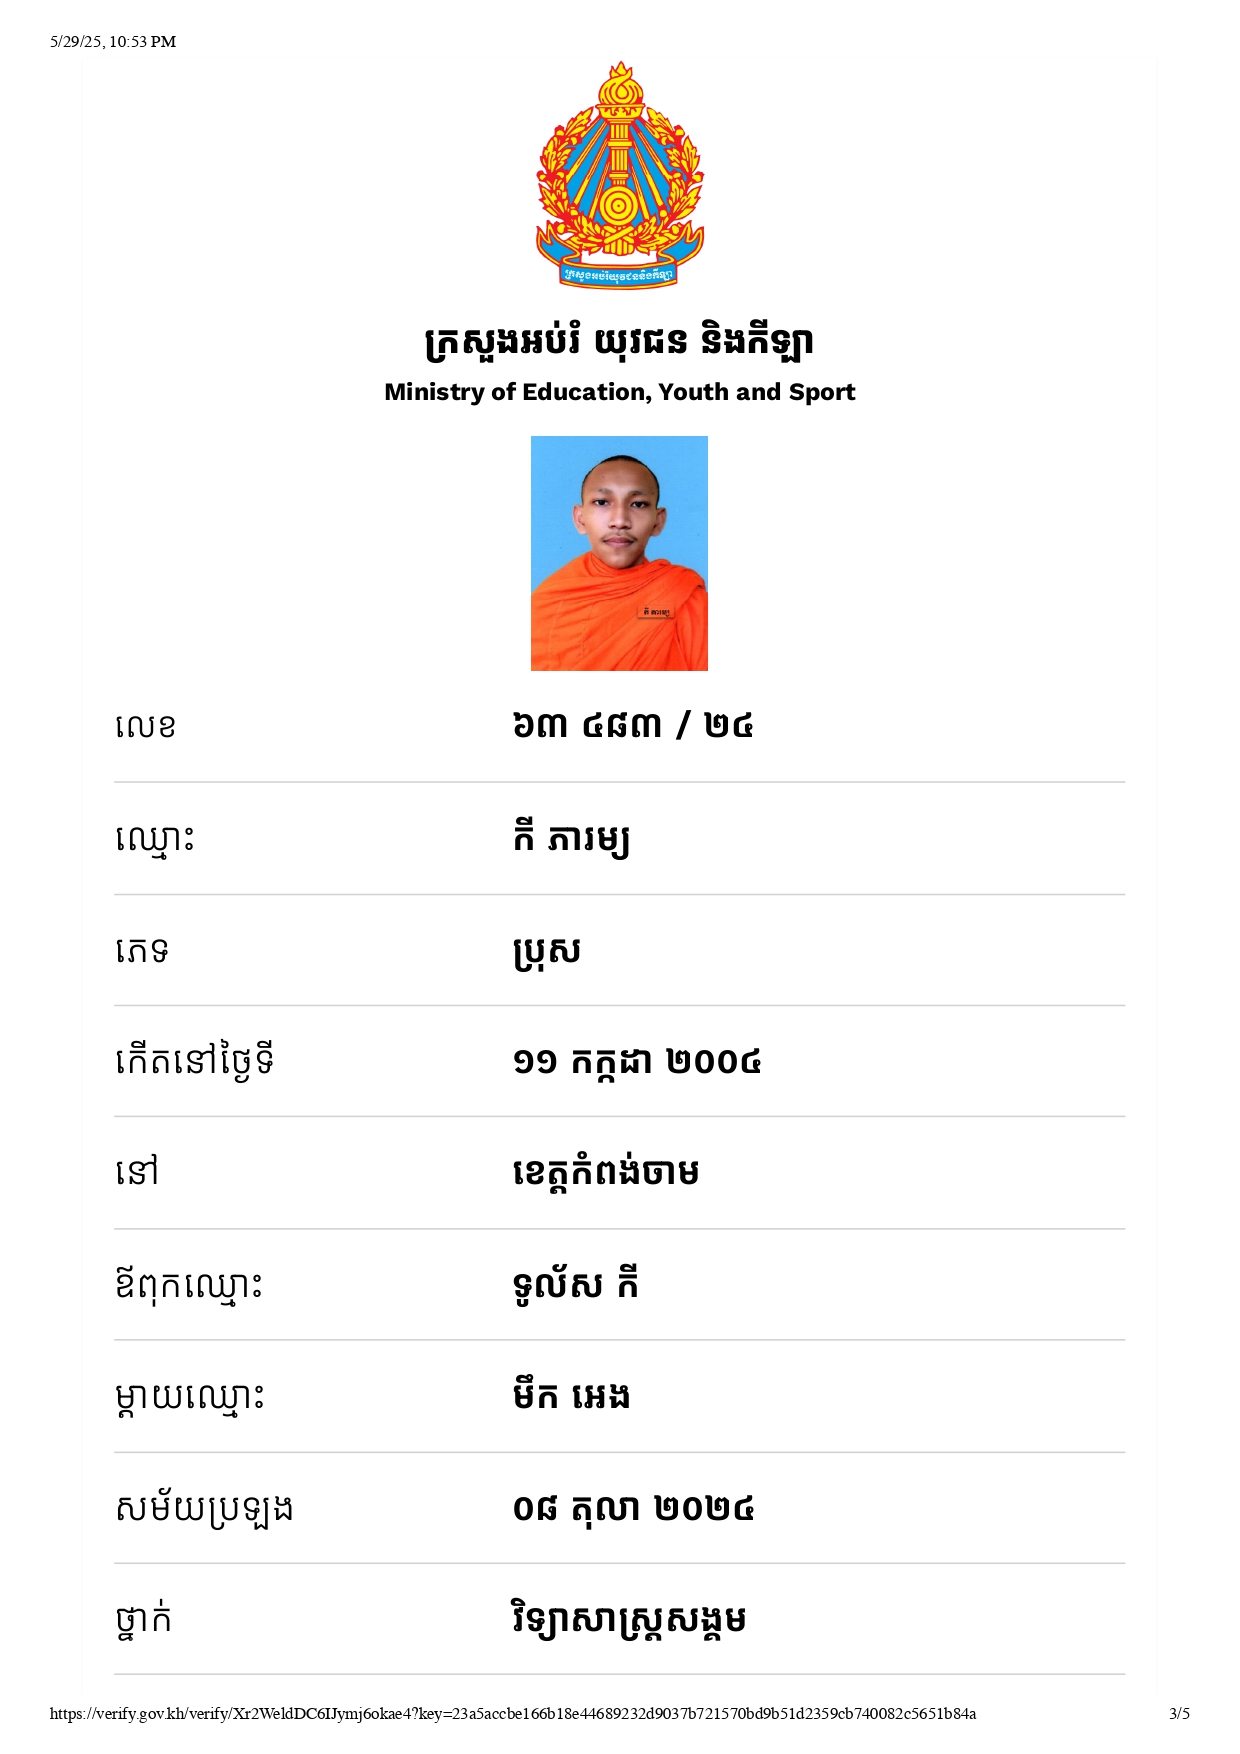 5/29/25, 10:53 PM
ក្រសួងអប់រំយុវជននិងកីឡា
ក្រសួងអប់រំ យុវជន និងកីឡា
Ministry of Education, Youth and Sport
កី ភារម្យ
លេខ ៦៣ ៤៨៣ / ២៤
ឈ្មោះ កី ភារម្យ
ភេទ ប្រុស
កើតនៅថ្ងៃទី ១១ កក្កដា ២០០៤
នៅ ខេត្តកំពង់ចាម
ឪពុកឈ្មោះ ទូល័ស កី
ម្តាយឈ្មោះ មឹក អេង
សម័យប្រឡង ០៨ តុលា ២០២៤
ថ្នាក់ វិទ្យាសាស្ត្រសង្គម
https://verify.gov.kh/verify/Xr2WeldDC6IJymj6okae4?key=23a5accbe166b18e44689232d9037b721570bd9b51d2359cb740082c5651b84a 3/5